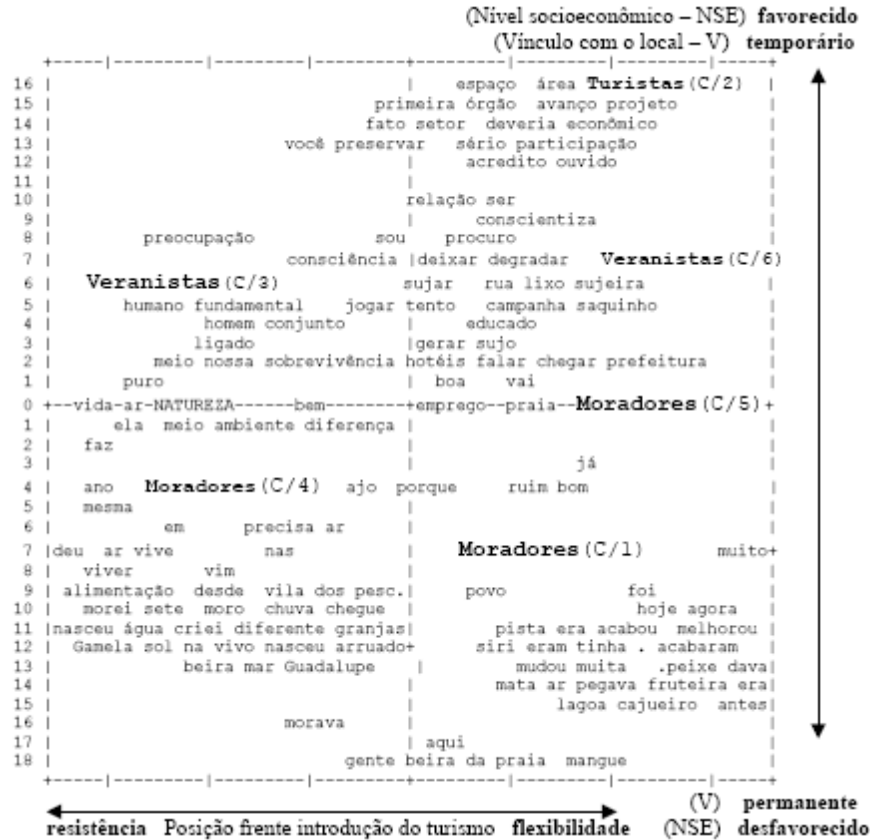 (Nível socioeconômico – NSE) favorecido
(Vínculo com o local – V) temporário
+-----|---------|---------|---------+---------|---------|---------|-----+
16 | | espaço área Turistas(C/2) |
15 | primeira órgão avanço projeto |
14 | fato setor deveria econômico |
13 | você preservar sério participação |
12 | | acredito ouvido |
11 | | |
10 | relação ser |
9 | | conscientiza |
8 | preocupação sou procuro |
7 | consciência |deixar degradar Veranistas(C/6)
6 | Veranistas(C/3) sujar rua lixo sujeira |
5 | humano fundamental jogar tento campanha saquinho |
4 | homem conjunto | educado |
3 | ligado |gerar sujo |
2 | meio nossa sobrevivência hotéis falar chegar prefeitura |
1 | puro | boa vai |
0 +--vida-ar-NATUREZA------bem--------+emprego--praia--Moradores(C/5)+
1 | ela meio ambiente diferença | |
2 | faz | |
3 | | já |
4 | ano Moradores(C/4) ajo porque ruim bom |
5 | mesma | |
6 | em precisa ar | |
7 |deu ar vive nas | Moradores(C/1) muito+
8 | viver vim | |
9 | alimentação desde vila dos pesc.| povo foi |
10 | morei sete moro chuva chegue | hoje agora |
11 |nasceu água criei diferente granjas| pista era acabou melhorou |
12 | Gamela sol na vivo nasceu arruado+ siri eram tinha . acabaram |
13 | beira mar Guadalupe | mudou muita .peixe dava|
14 | | mata ar pegava fruteira era|
15 | | lagoa cajueiro antes|
16 | morava | |
17 | | aqui |
18 | gente beira da praia mangue |
+-----|---------|---------|---------+---------|---------|---------|-----+
(V) permanente
resistência Posição frente introdução do turismo flexibilidade (NSE) desfavorecido